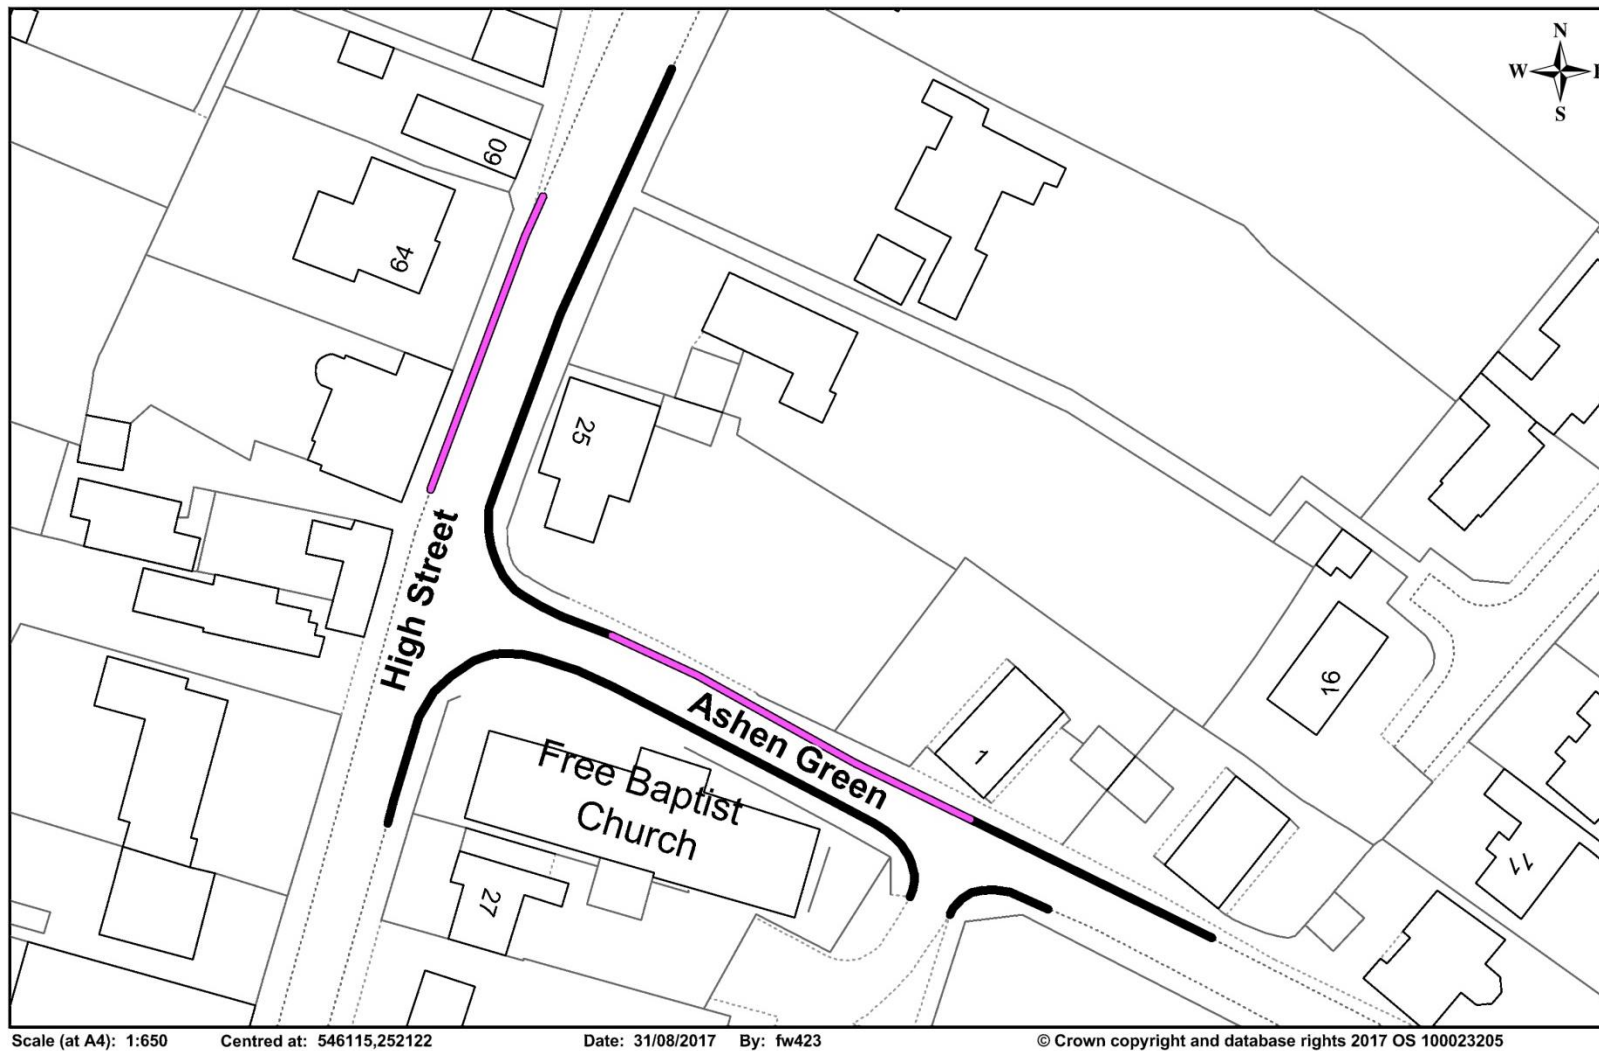 N
W E
S
60
64
25
High Street
16
Ashen Green
1
Free Baptist
Church
11
27
Scale (at A4): 1:650 Centred at: 546115,252122 Date: 31/08/2017 By: fw423 © Crown copyright and database rights 2017 OS 100023205